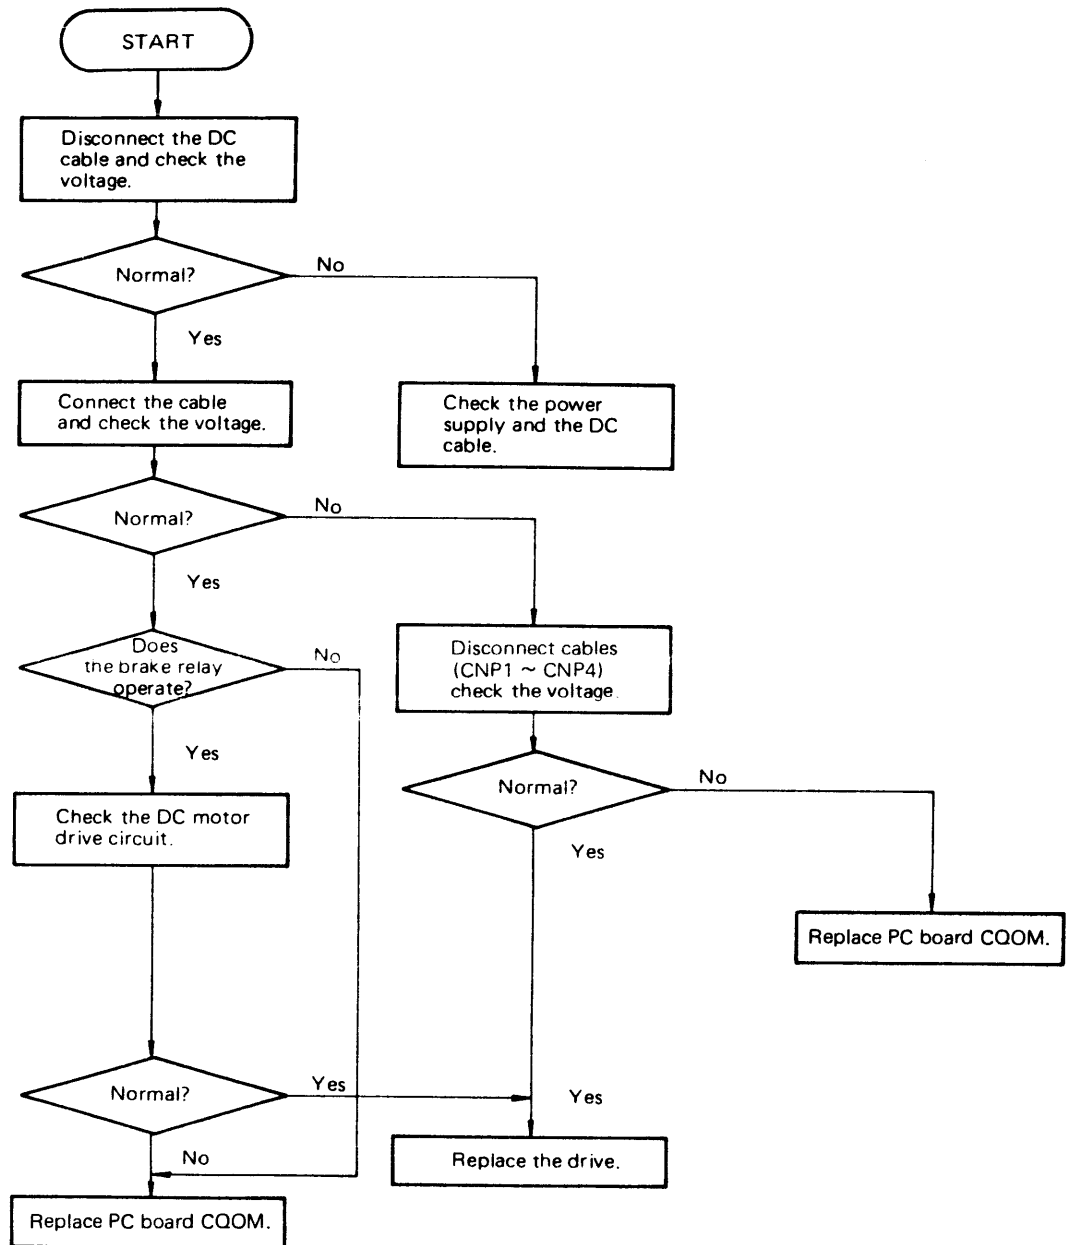 START
Disconnect the DC
cable and check the
voltage.
Normal?
No
Yes
Connect the cable
and check the voltage.
Check the power
supply and the DC
cable.
Normal?
No
Yes
Does
the brake relay
operate?
No
Disconnect cables
(CNP1 ~ CNP4)
check the voltage.
Yes
Normal?
No
Check the DC motor
drive circuit.
Yes
Replace PC board CQOM.
Normal?
Yes
Yes
No
Replace the drive.
Replace PC board CQOM.